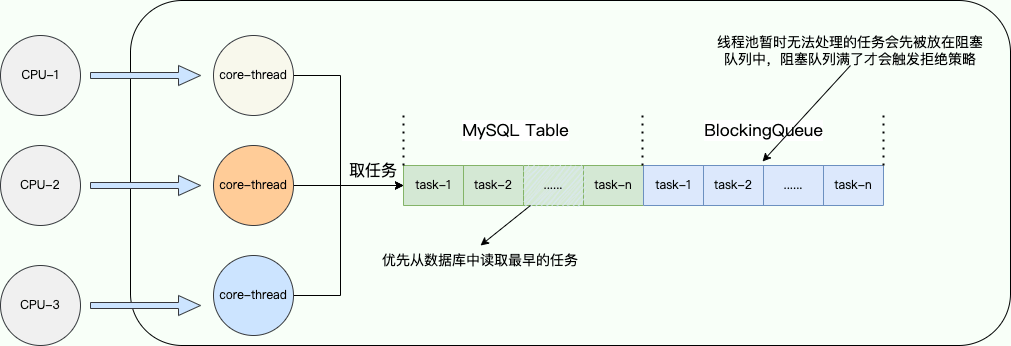 线程池暂时无法处理的任务会先被放在阻塞
队列中，阻塞队列满了才会触发拒绝策略
CPU-1
core-thread
MySQL Table
BlockingQueue
取任务
CPU-2
core-thread
task-1
task-2
......
task-n
task-1
task-2
......
task-n
优先从数据库中读取最早的任务
CPU-3
core-thread